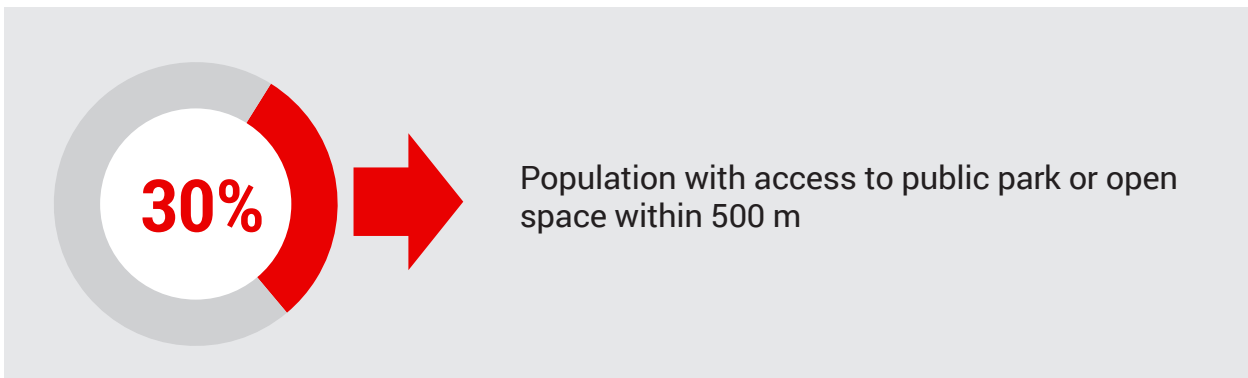 30%
Population with access to public park or open
space within 500 m